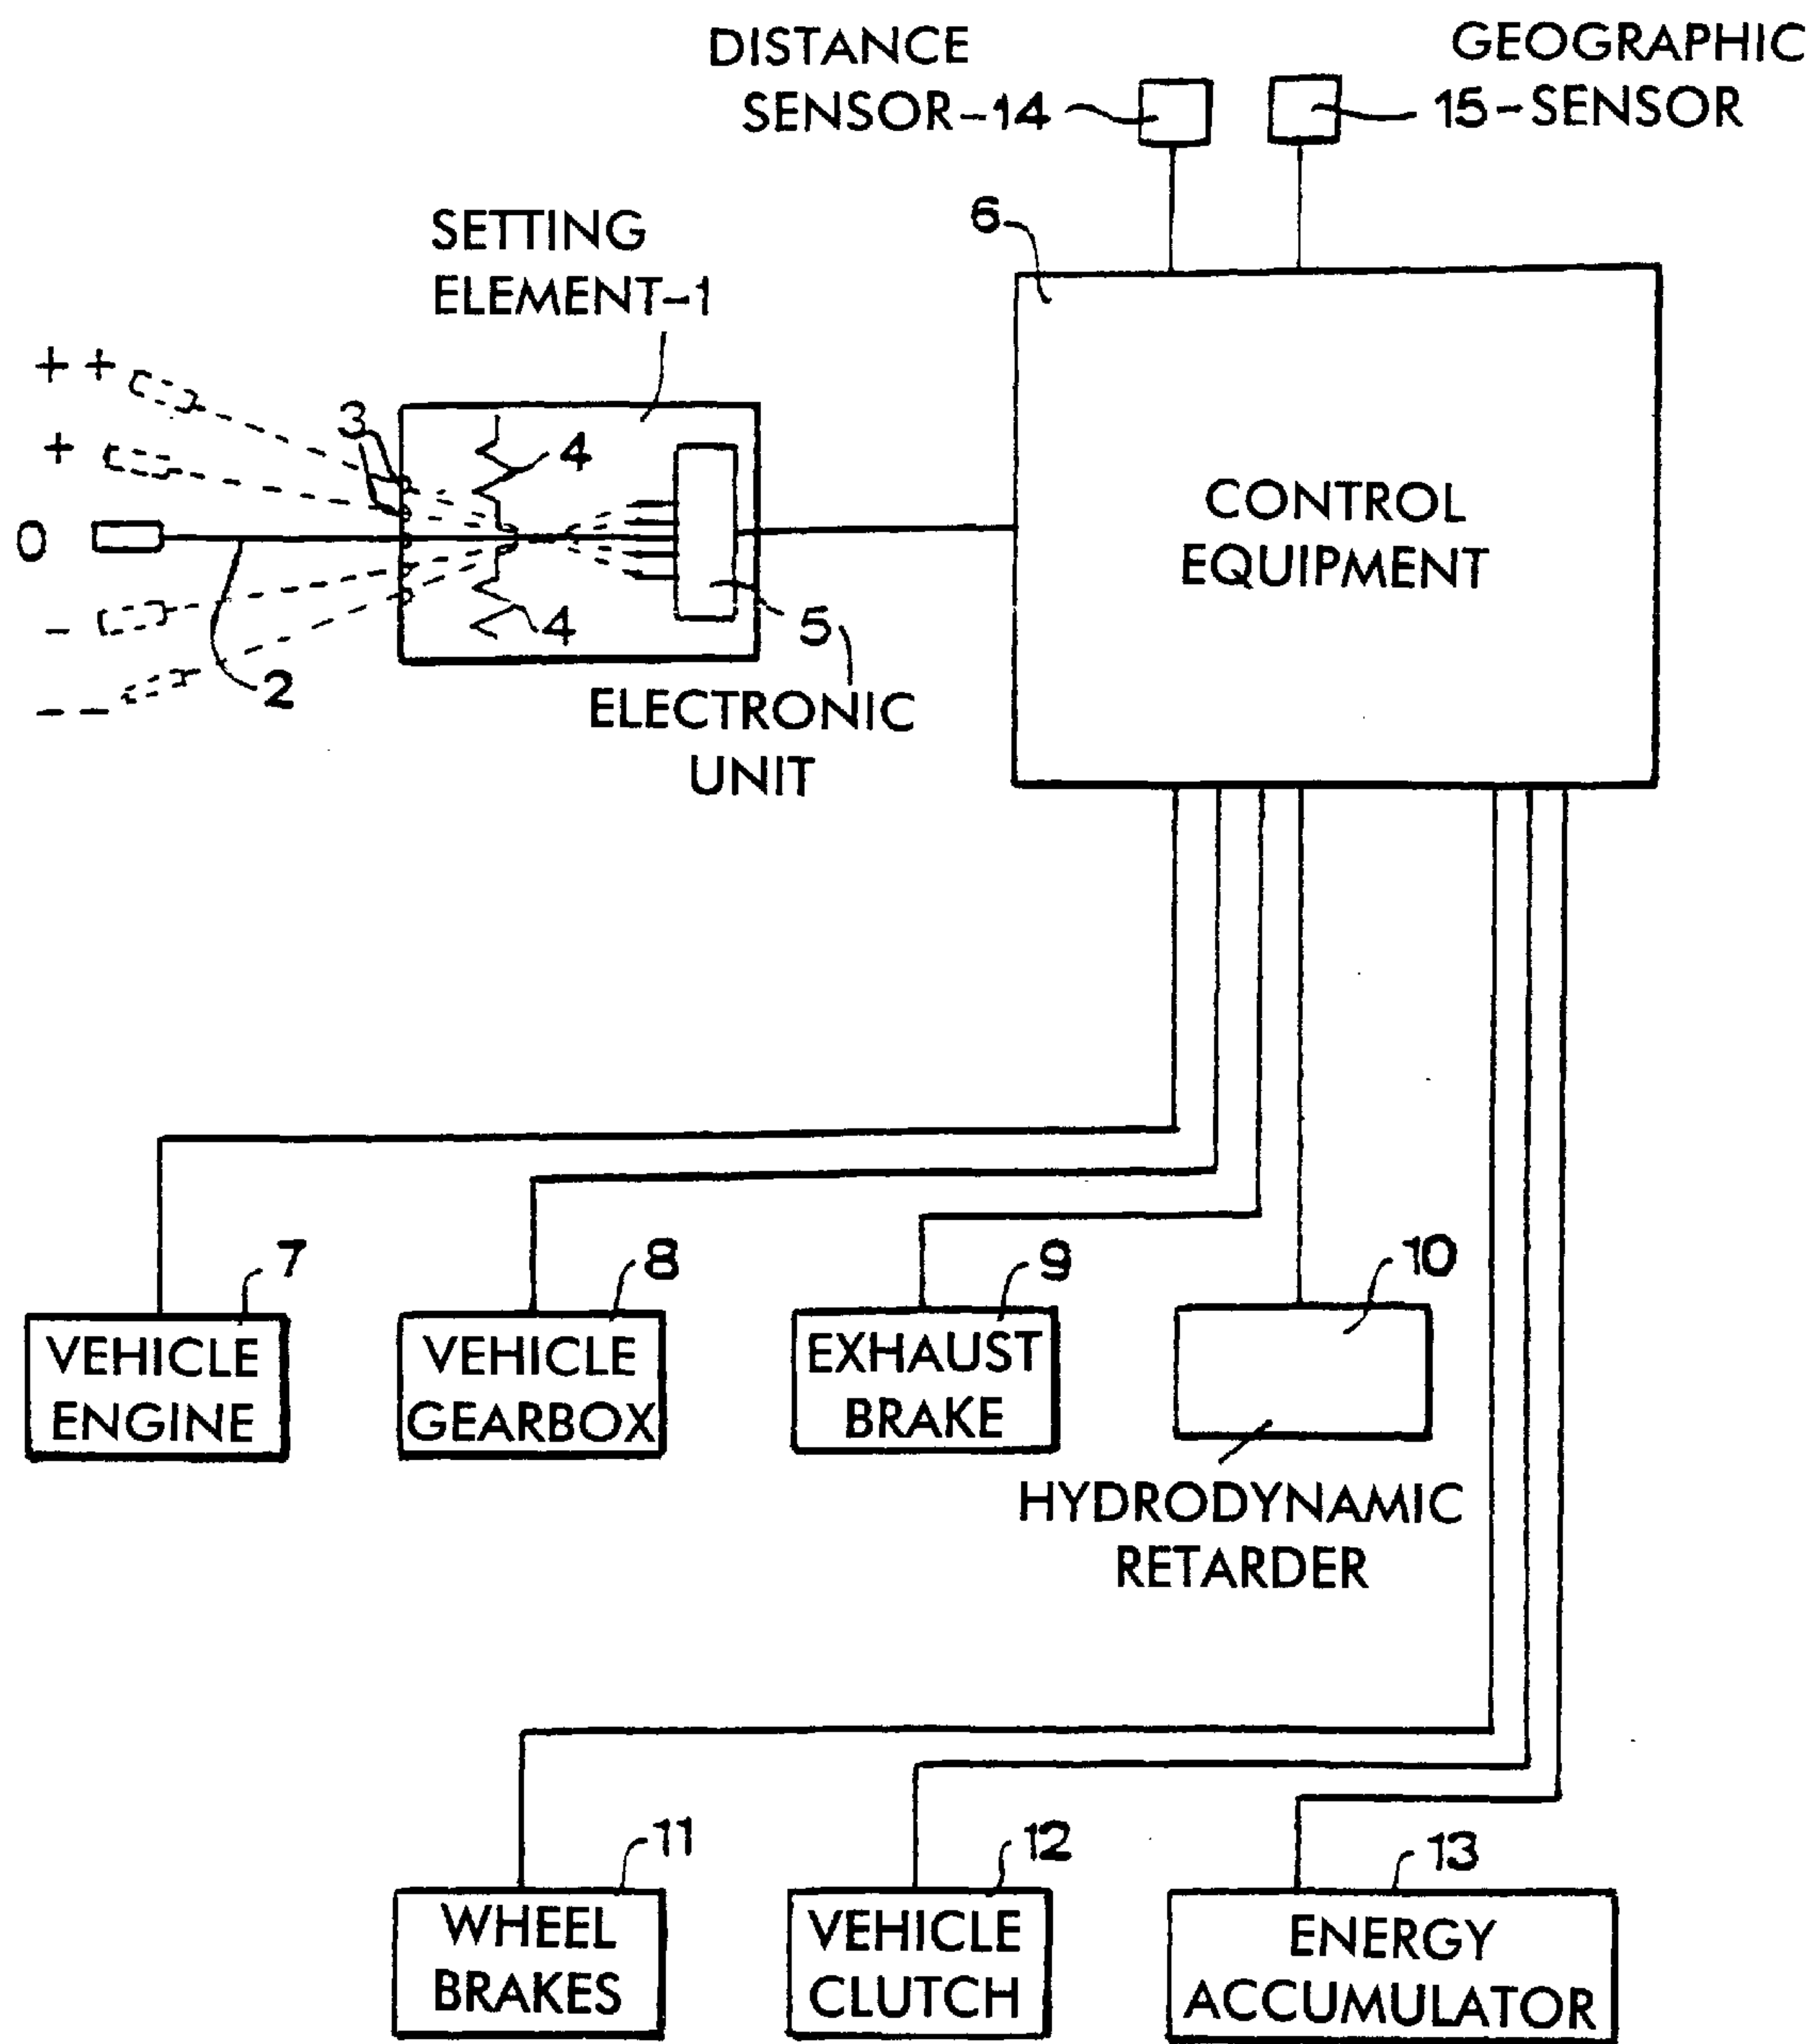 DISTANCE
SENSOR-14
GEOGRAPHIC
15-SENSOR
6
SETTING
ELEMENT-1
++
+
0
-
--
3
4
4
2
5
ELECTRONIC
UNIT
CONTROL
EQUIPMENT
7
VEHICLE
ENGINE
8
VEHICLE
GEARBOX
9
EXHAUST
BRAKE
10
HYDRODYNAMIC
RETARDER
11
WHEEL
BRAKES
12
VEHICLE
CLUTCH
13
ENERGY
ACCUMULATOR